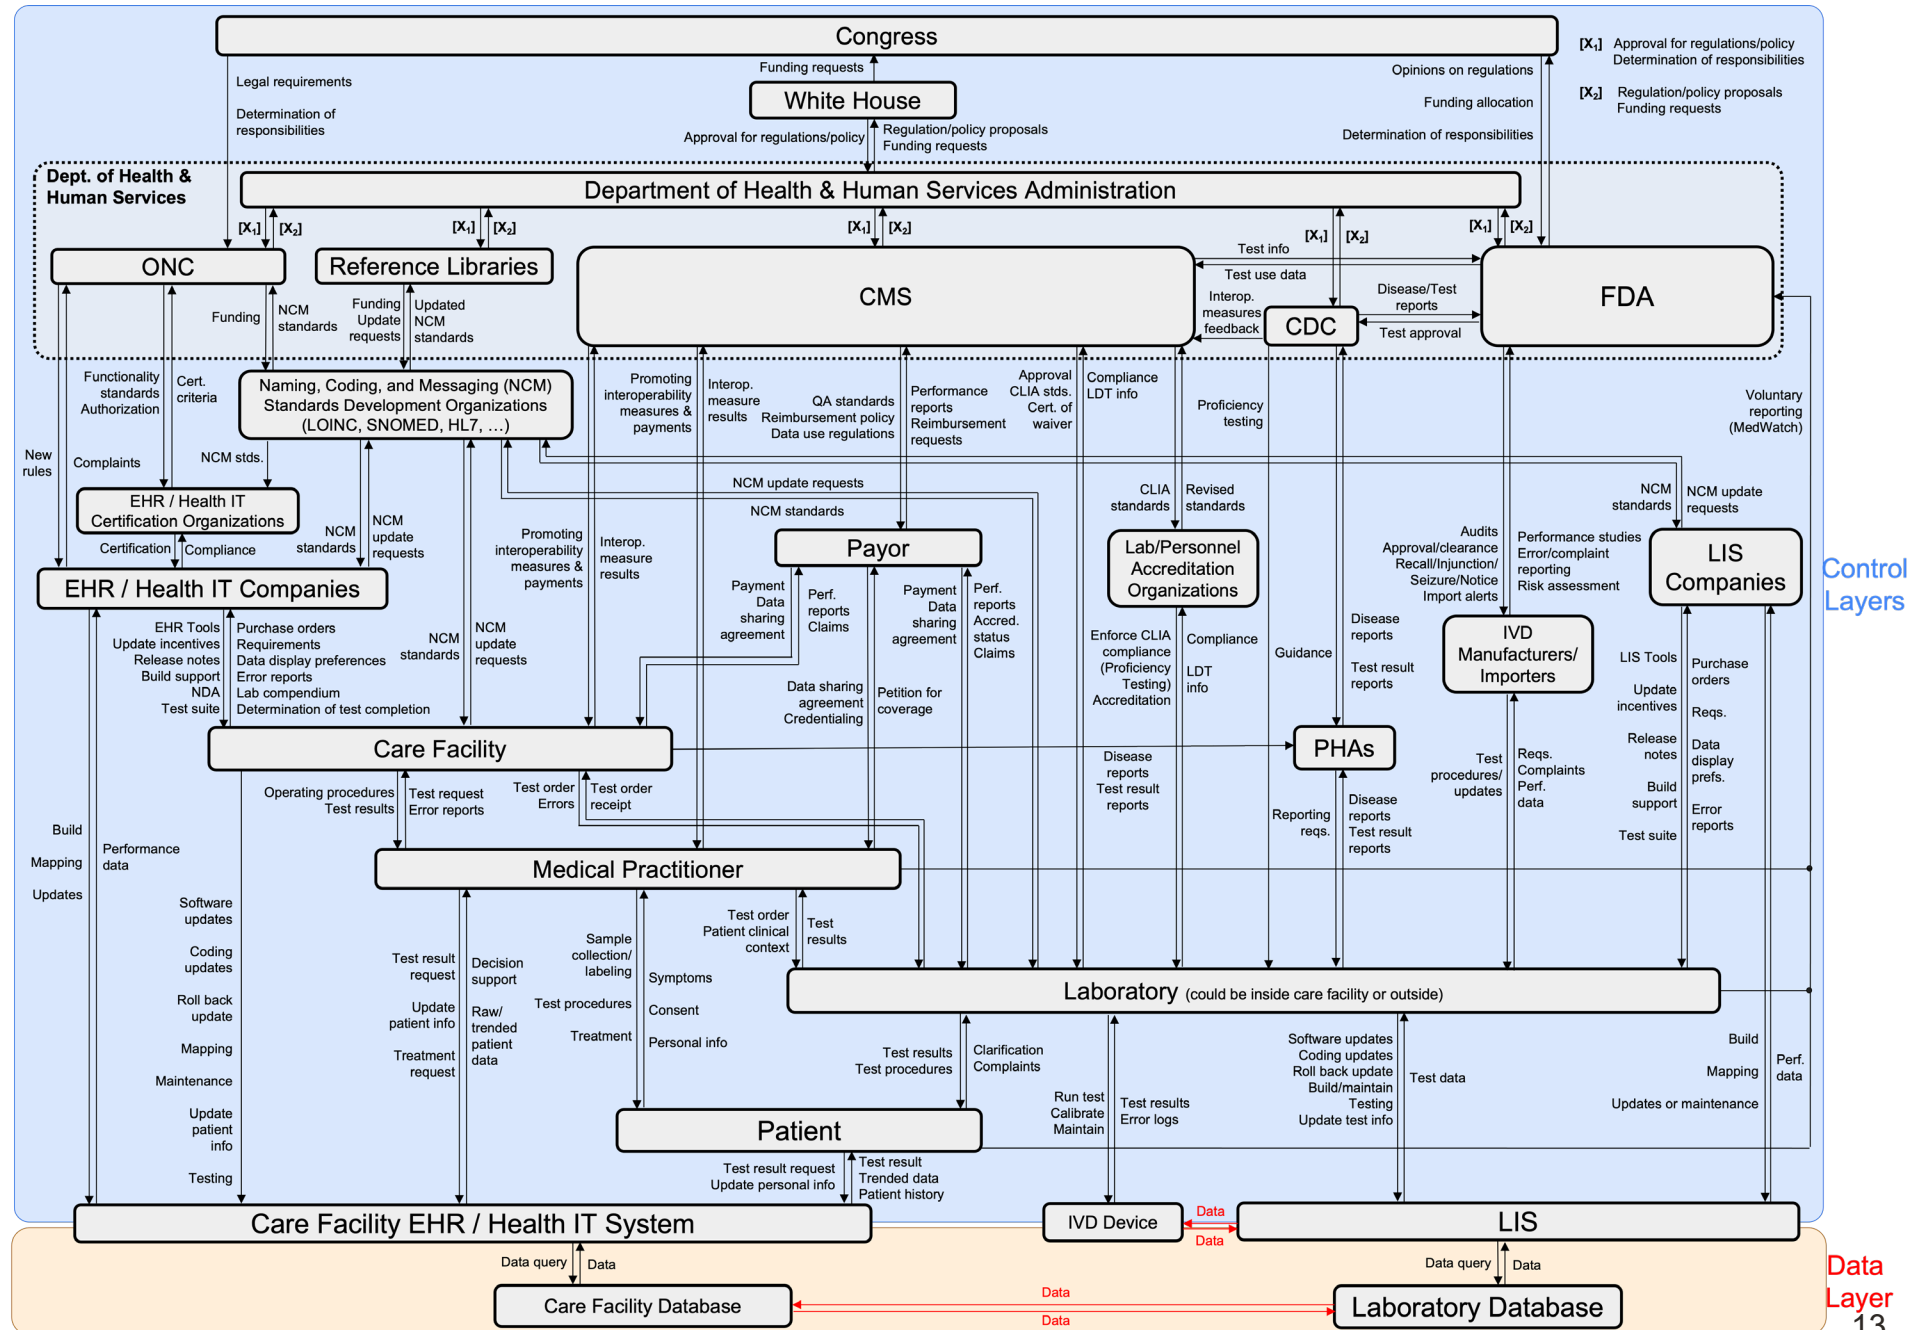 Congress
[X₁] Approval for regulations/policy
Determination of responsibilities
[X₂] Regulation/policy proposals
Funding requests
Legal requirements
Determination of
responsibilities
Funding requests
White House
Approval for regulations/policy
Regulation/policy proposals
Funding requests
Opinions on regulations
Funding allocation
Determination of responsibilities
Dept. of Health &
Human Services
Department of Health & Human Services Administration
[X₁] [X₂]
[X₁] [X₂]
[X₁] [X₂]
[X₁] [X₂]
[X₁] [X₂]
ONC
Reference Libraries
CMS
Test info
Test use data
Interop.
measures
feedback
CDC
Disease/Test
reports
Test approval
FDA
Funding
NCM
standards
Funding
Update
requests
Updated
NCM
standards
Functionality
standards
Authorization
Cert.
criteria
Naming, Coding, and Messaging (NCM)
Standards Development Organizations
(LOINC, SNOMED, HL7, …)
Promoting
interoperability
measures &
payments
Interop.
measure
results
QA standards
Reimbursement policy
Data use regulations
Performance
reports
Reimbursement
requests
Approval
CLIA stds.
Cert. of
waiver
Compliance
LDT info
Proficiency
testing
Voluntary
reporting
(MedWatch)
New
rules
Complaints
NCM stds.
EHR / Health IT
Certification Organizations
NCM
standards
NCM
update
requests
NCM update requests
NCM standards
CLIA
standards
Revised
standards
NCM
standards
NCM update
requests
Certification
Compliance
Promoting
interoperability
measures &
payments
Interop.
measure
results
Payor
Lab/Personnel
Accreditation
Organizations
Audits
Approval/clearance
Recall/Injunction/
Seizure/Notice
Import alerts
Performance studies
Error/complaint
reporting
Risk assessment
LIS
Companies
Control
Layers
EHR / Health IT Companies
EHR Tools
Update incentives
Release notes
Build support
NDA
Test suite
Purchase orders
Requirements
Data display preferences
Error reports
Lab compendium
Determination of test completion
NCM
standards
NCM
update
requests
Payment
Data
sharing
agreement
Perf.
reports
Claims
Payment
Data
sharing
agreement
Perf.
reports
Accred.
status
Claims
Data sharing
agreement
Credentialing
Petition for
coverage
Enforce CLIA
compliance
(Proficiency
Testing)
Accreditation
Compliance
LDT
info
Guidance
Disease
reports
Test result
reports
IVD
Manufacturers/
Importers
LIS Tools
Update
incentives
Release
notes
Build
support
Test suite
Purchase
orders
Reqs.
Data
display
prefs.
Error
reports
Care Facility
PHAs
Disease
reports
Test result
reports
Test
procedures/
updates
Reqs.
Complaints
Perf.
data
Operating procedures
Test results
Test request
Error reports
Test order
Errors
Test order
receipt
Reporting
reqs.
Disease
reports
Test result
reports
Build
Mapping
Updates
Performance
data
Medical Practitioner
Software
updates
Coding
updates
Roll back
update
Mapping
Maintenance
Update
patient
info
Testing
Test result
request
Update
patient info
Treatment
request
Decision
support
Raw/
trended
patient
data
Sample
collection/
labeling
Test procedures
Treatment
Symptoms
Consent
Personal info
Test order
Patient clinical
context
Test
results
Laboratory (could be inside care facility or outside)
Test results
Test procedures
Clarification
Complaints
Run test
Calibrate
Maintain
Test results
Error logs
Software updates
Coding updates
Roll back update
Build/maintain
Testing
Update test info
Test data
Build
Mapping
Updates or maintenance
Perf.
data
Patient
Test result request
Update personal info
Test result
Trended data
Patient history
Care Facility EHR / Health IT System
IVD Device
Data
Data
LIS
Data query
Data
Data query
Data
Care Facility Database
Data
Data
Laboratory Database
Data
Layer
13